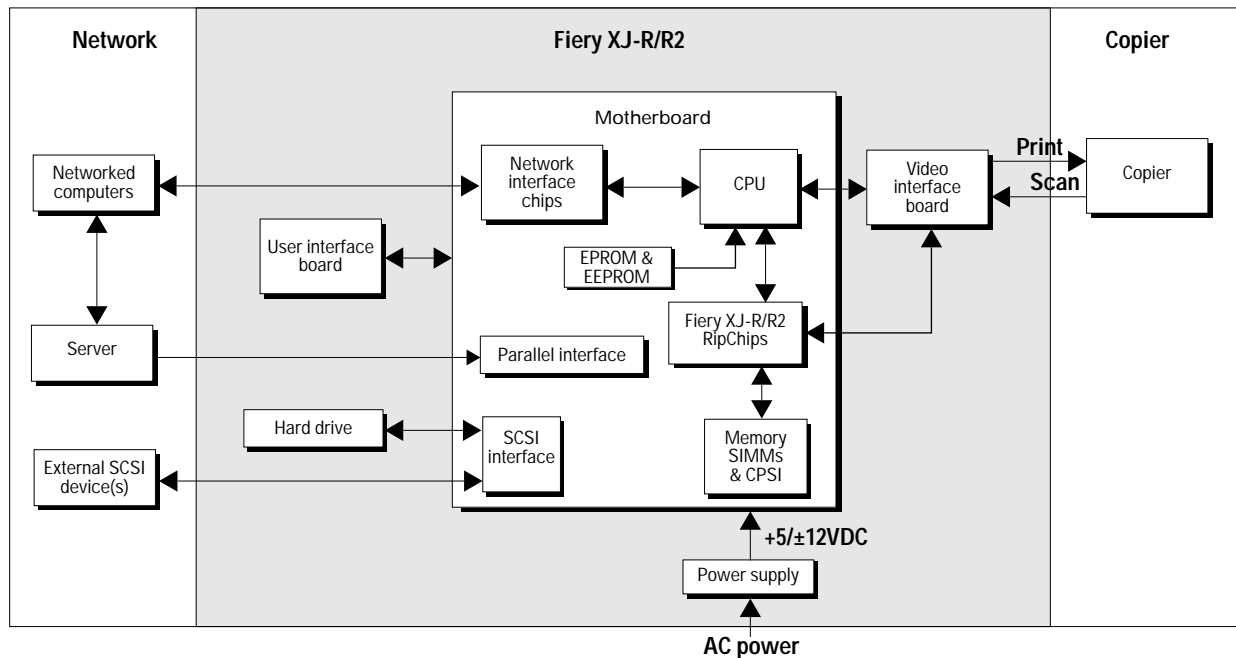 Network
Fiery XJ-R/R2
Copier
Motherboard
Networked
computers
Network
interface
chips
CPU
Video
interface
board
Print
Scan
Copier
User interface
board
EPROM &
EEPROM
Fiery XJ-R/R2
RipChips
Server
Parallel interface
Hard drive
SCSI
interface
Memory
SIMMs
& CPSI
External SCSI
device(s)
+5/±12VDC
Power supply
AC power